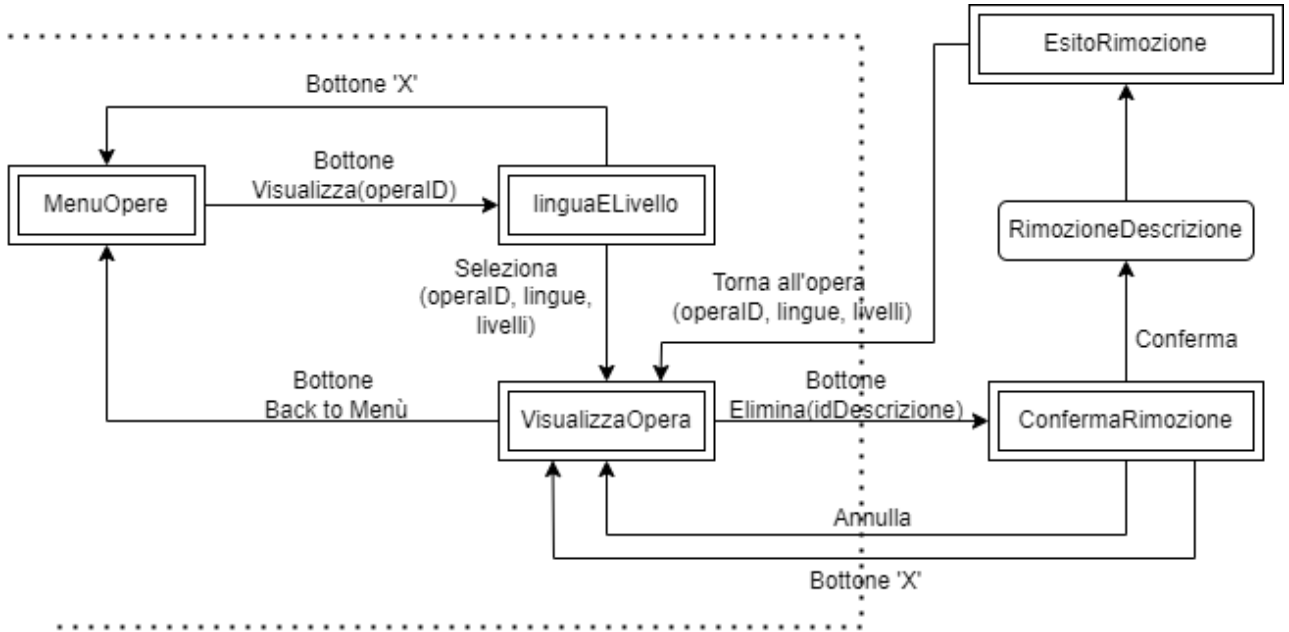 EsitoRimozione
Bottone 'X'
Bottone
Visualizza(operaID)
MenuOpere
linguaELivello
RimozioneDescrizione
Seleziona
(operaID, lingue,
livelli)
Torna all'opera
(operaID, lingue, livelli)
Conferma
Bottone
Back to Menù
VisualizzaOpera
Bottone
Elimina(idDescrizione)
ConfermaRimozione
Annulla
Bottone 'X'